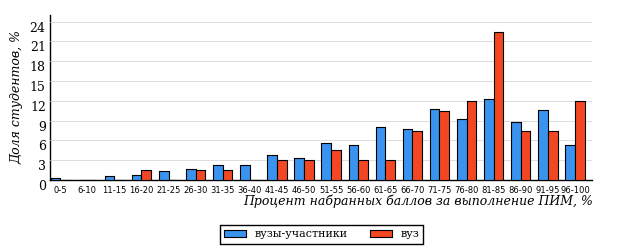 Доля студентов, %
24
21
18
15
12
9
6
3
0
0-5 6-10 11-15 16-20 21-25 26-30 31-35 36-40 41-45 46-50 51-55 56-60 61-65 66-70 71-75 76-80 81-85 86-90 91-95 96-100
Процент набранных баллов за выполнение ПИМ, %
вузы-участники вуз